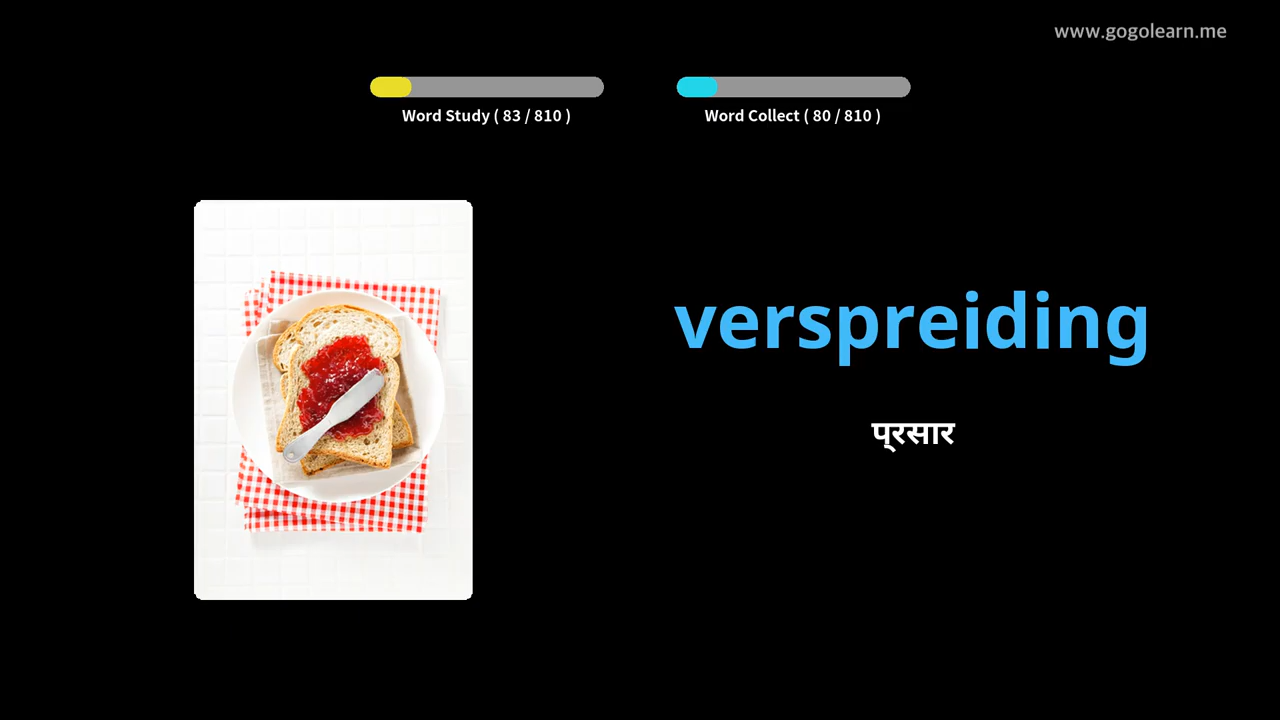 www.gogolearn.me
Word Study ( 83 / 810 )
Word Collect ( 80 / 810 )
verspreiding
प्रसार